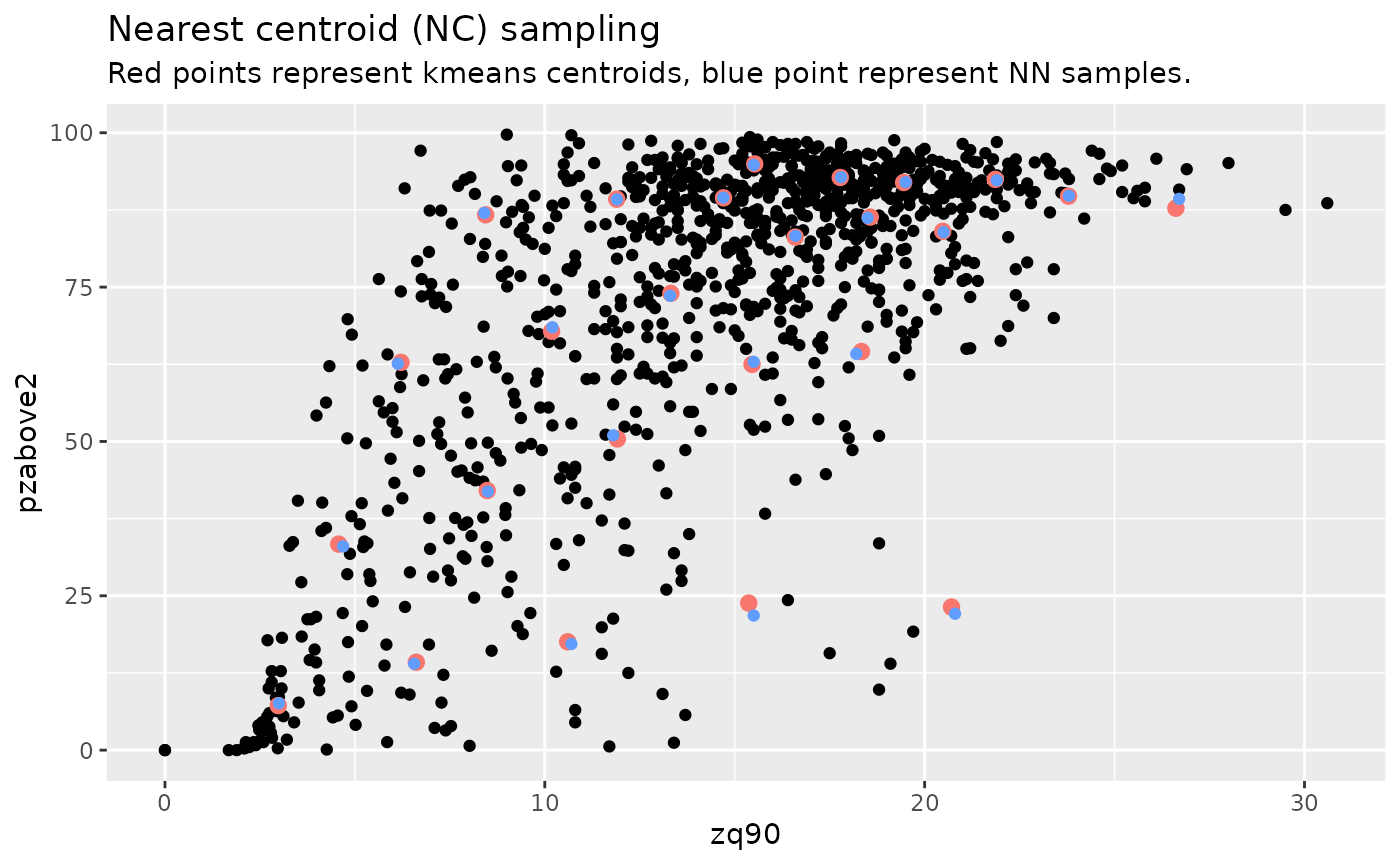 Nearest centroid (NC) sampling
Red points represent kmeans centroids, blue point represent NN samples.
100
75
50
25
0
pzabove2
0 10 20 30
zq90